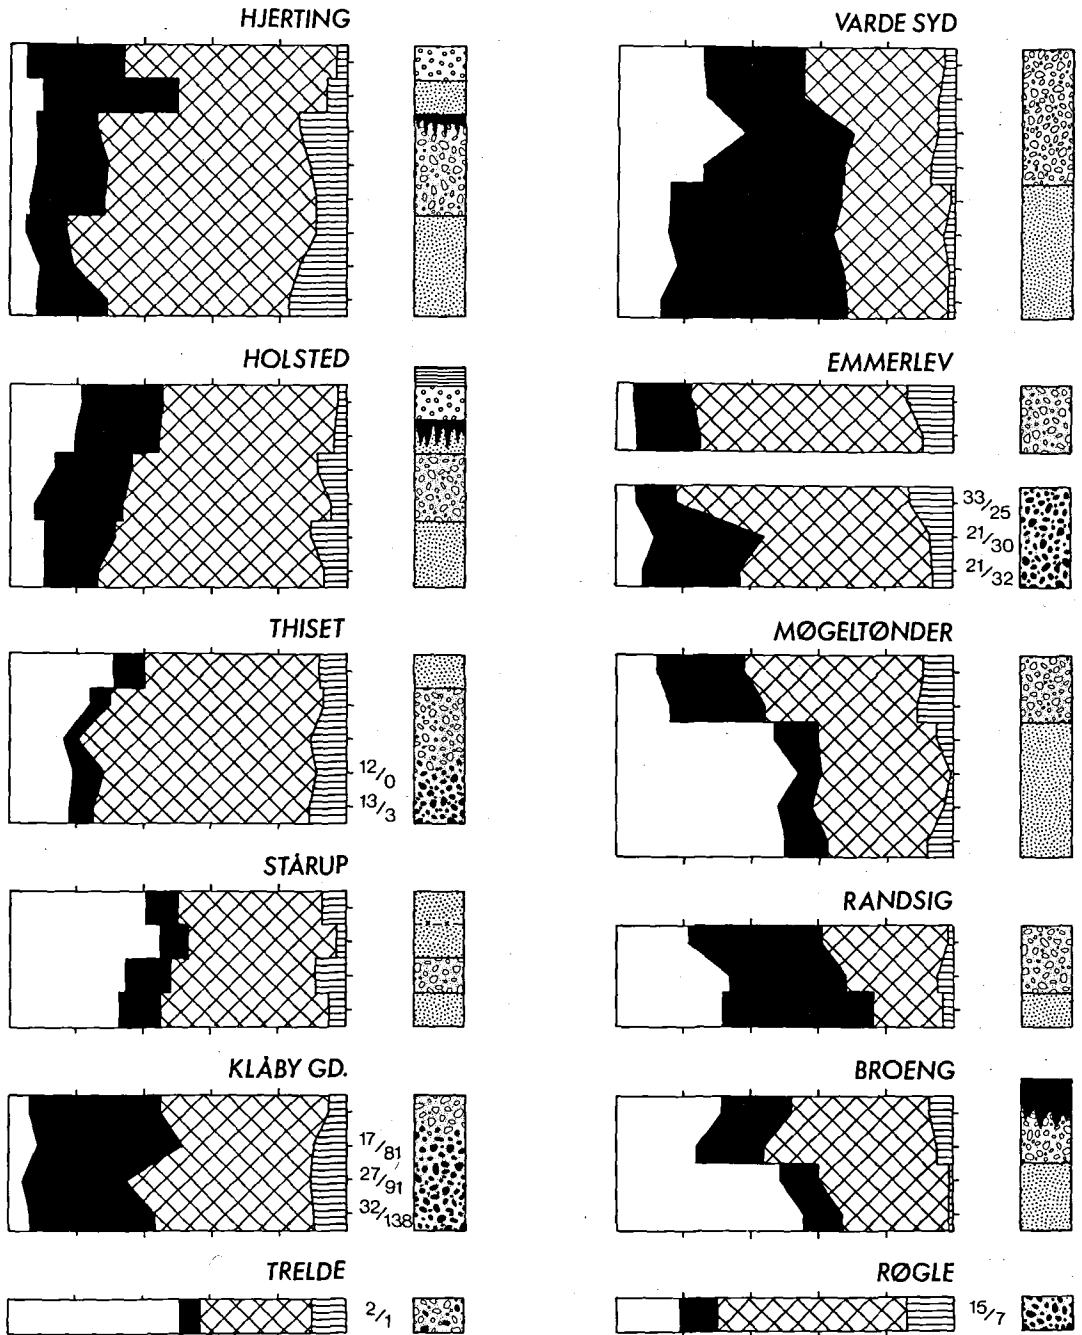 HJERTING
VARDE SYD
HOLSTED
EMMERLEV
33/25
21/30
21/32
THISET
12/0
13/3
MØGELTØNDER
STÅRUP
RANDSIG
KLÅBY GD.
17/81
27/91
32/138
BROENG
TRELDE
2/1
RØGLE
15/7